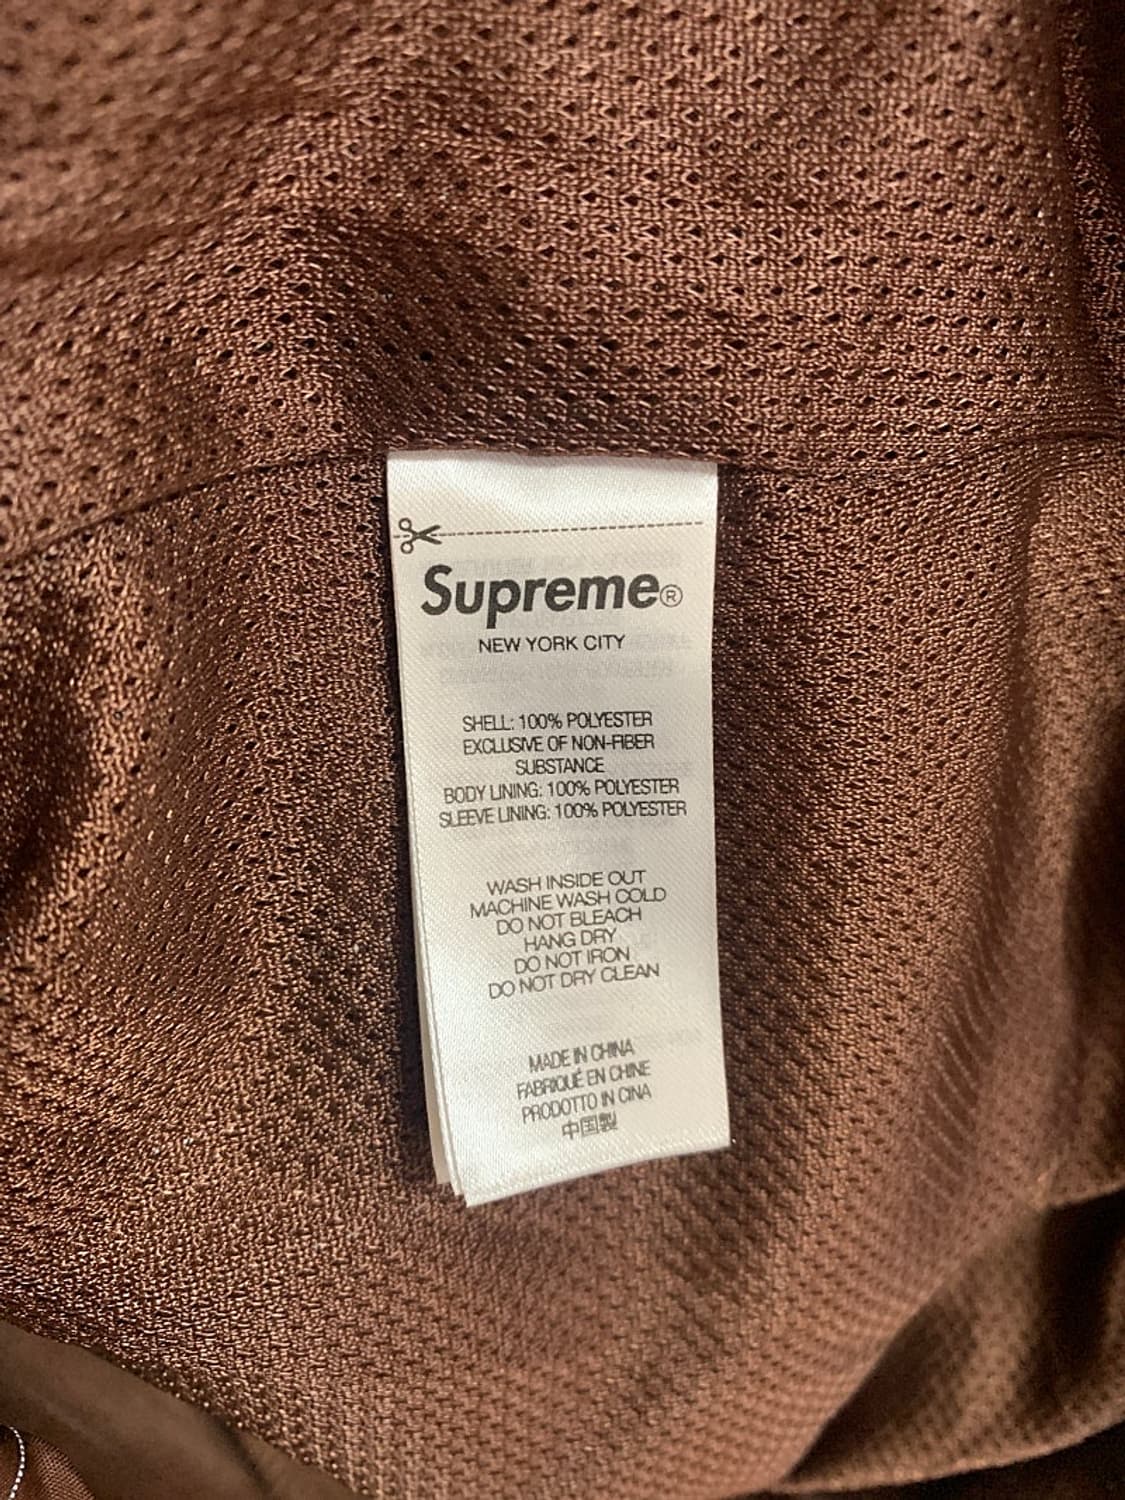 Supreme®
NEW YORK CITY
SHELL: 100% POLYESTER
EXCLUSIVE OF NON-FIBER
SUBSTANCE
BODY LINING: 100% POLYESTER
SLEEVE LINING: 100% POLYESTER
WASH INSIDE OUT
MACHINE WASH COLD
DO NOT BLEACH
HANG DRY
DO NOT IRON
DO NOT DRY CLEAN
MADE IN CHINA
FABRIQUÉ EN CHINE
PRODOTTO IN CINA
中国製